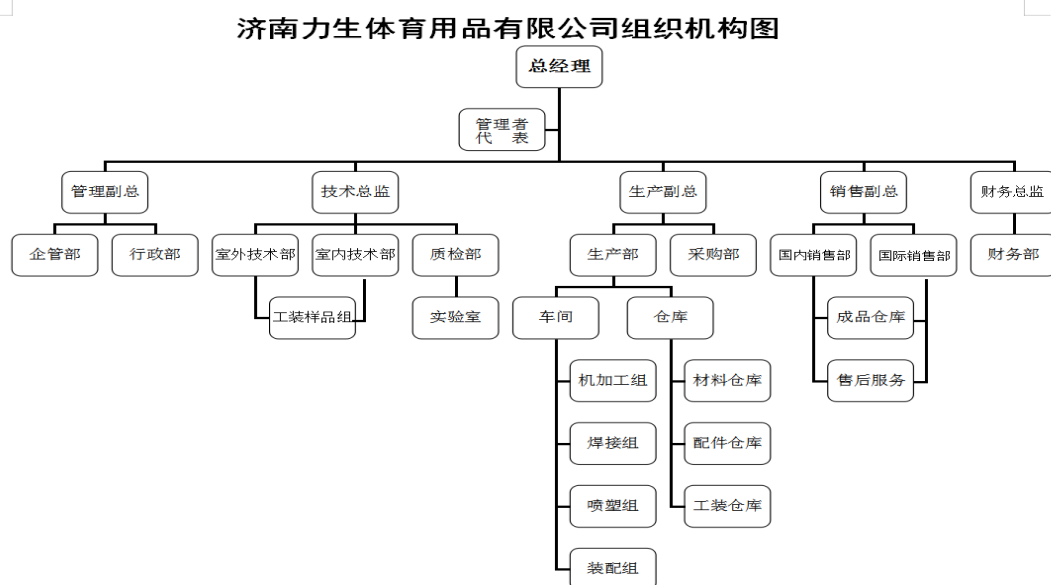 济南力生体育用品有限公司组织机构图
总经理
管理者
代 表
管理副总
技术总监
生产副总
销售副总
财务总监
企管部
行政部
室外技术部
室内技术部
质检部
生产部
采购部
国内销售部
国际销售部
财务部
工装样品组
实验室
车间
仓库
成品仓库
机加工组
材料仓库
售后服务
焊接组
配件仓库
喷塑组
工装仓库
装配组